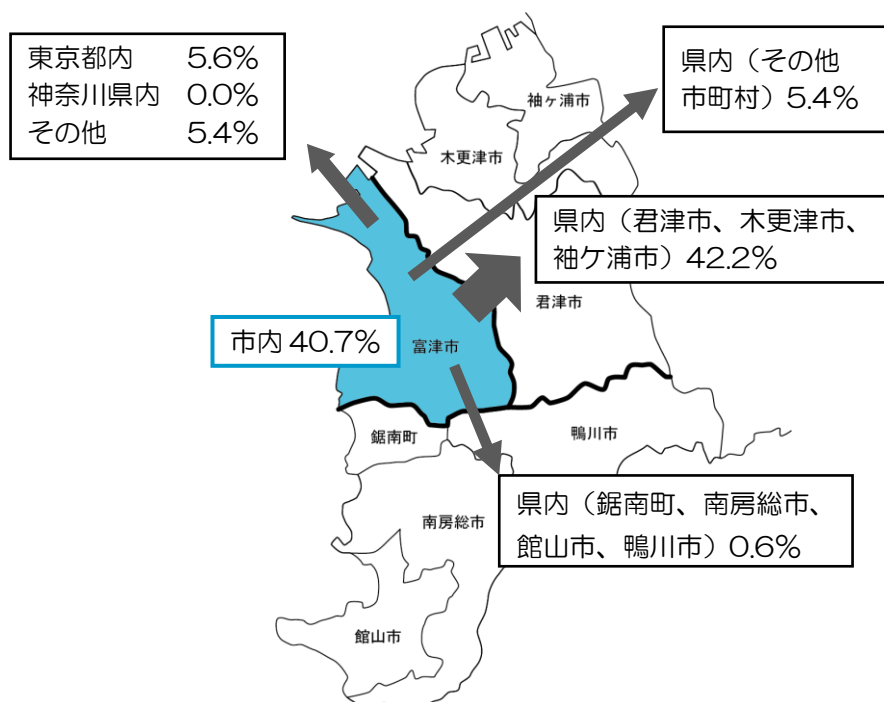 東京都内 5.6%
神奈川県内 0.0%
その他 5.4%
県内（その他
市町村）5.4%
袖ヶ浦市
木更津市
県内（君津市、木更津市、
袖ケ浦市）42.2%
君津市
市内 40.7%
富津市
鋸南町
鴨川市
県内（鋸南町、南房総市、
館山市、鴨川市）0.6%
南房総市
館山市